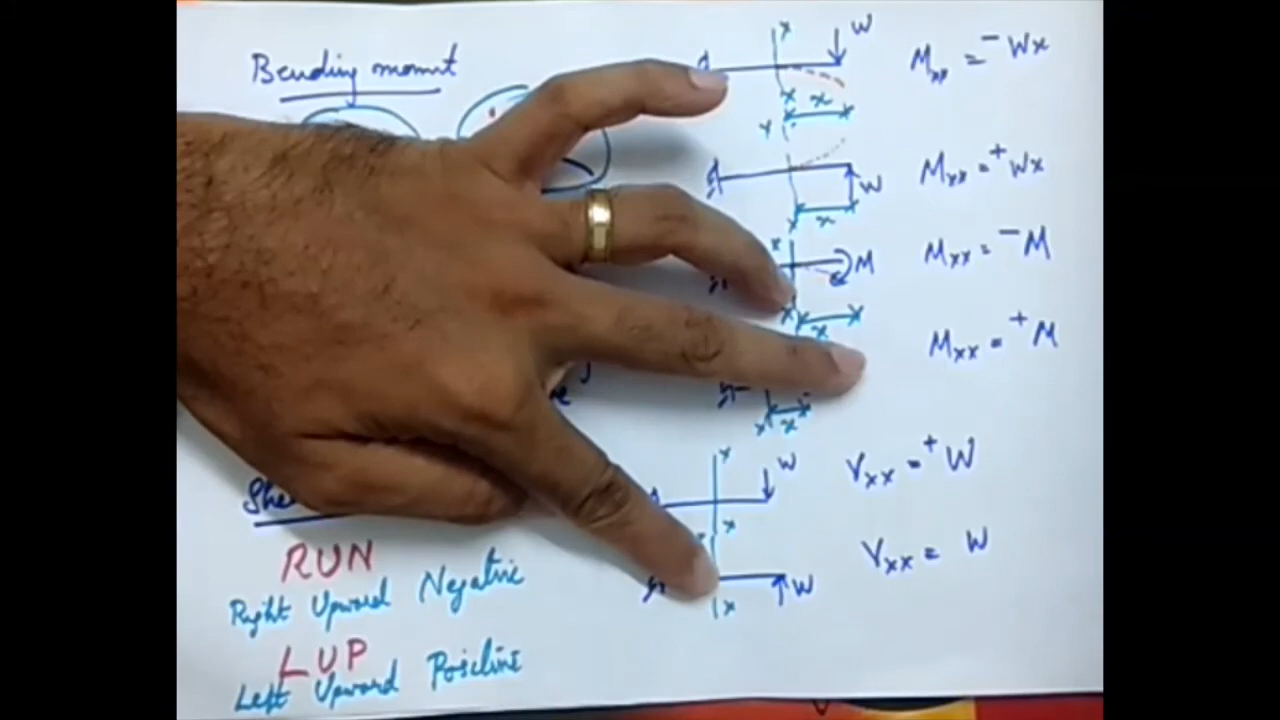 Bending moment
X
W
Mxx = - Wx
X
x
X
Mxx = + Wx
W
X
x
X
M
Mxx = - M
X
x
Mxx = + M
X
x
X
W
Vxx = + W
X
Vxx = W
W
X
RUN
Right Upward Negative
LUP
Left Upward Positive